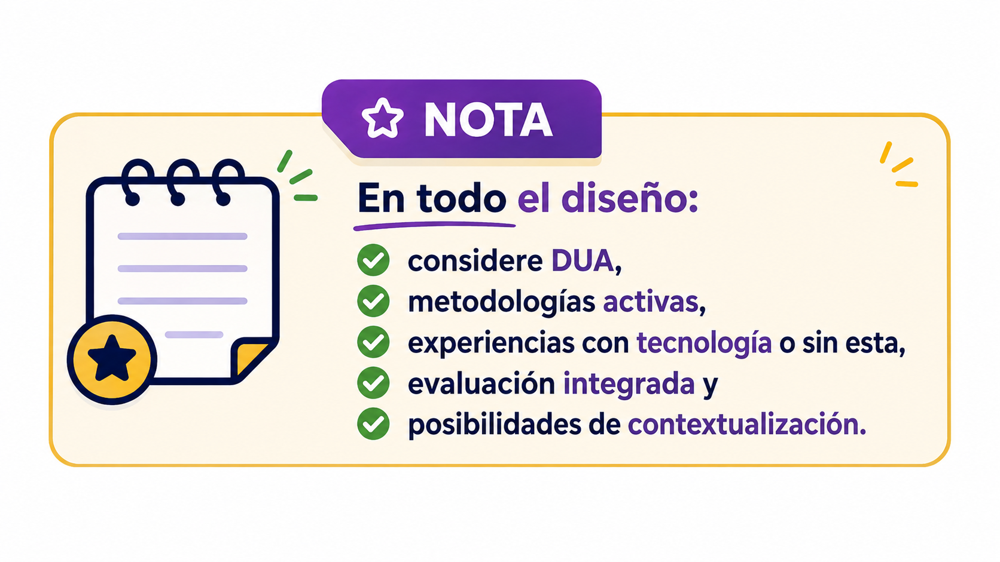 NOTA
En todo el diseño:
considere DUA,
metodologías activas,
experiencias con tecnología o sin esta,
evaluación integrada y
posibilidades de contextualización.